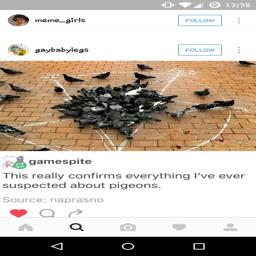 13:38
meme_girls
FOLLOW
gaybabylegs
FOLLOW
gamespite
This really confirms everything I've ever
suspected about pigeons.
Source: naprasno